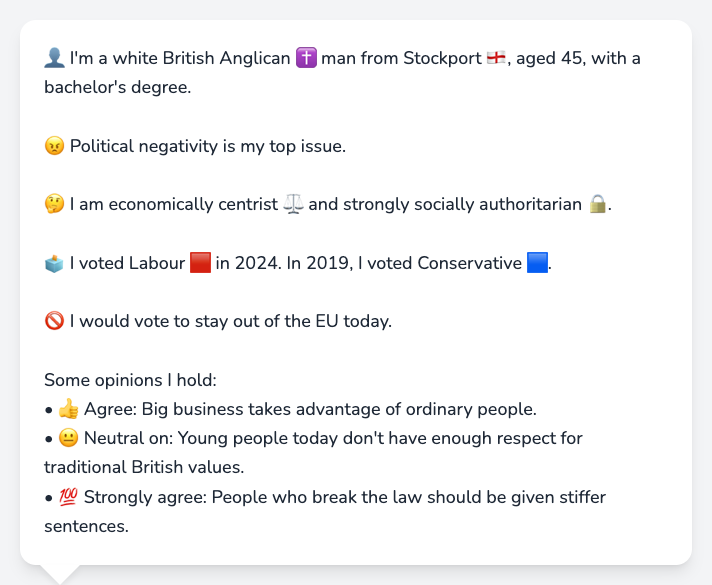 👤 I'm a white British Anglican ✝️ man from Stockport 🏴󠁧󠁢󠁥󠁮󠁧󠁿, aged 45, with a
bachelor's degree.
😠 Political negativity is my top issue.
🤔 I am economically centrist ⚖️ and strongly socially authoritarian 🔒.
🗳️ I voted Labour 🟥 in 2024. In 2019, I voted Conservative 🟦.
🚫 I would vote to stay out of the EU today.
Some opinions I hold:
• 👍 Agree: Big business takes advantage of ordinary people.
• 😐 Neutral on: Young people today don't have enough respect for
traditional British values.
• 💯 Strongly agree: People who break the law should be given stiffer
sentences.